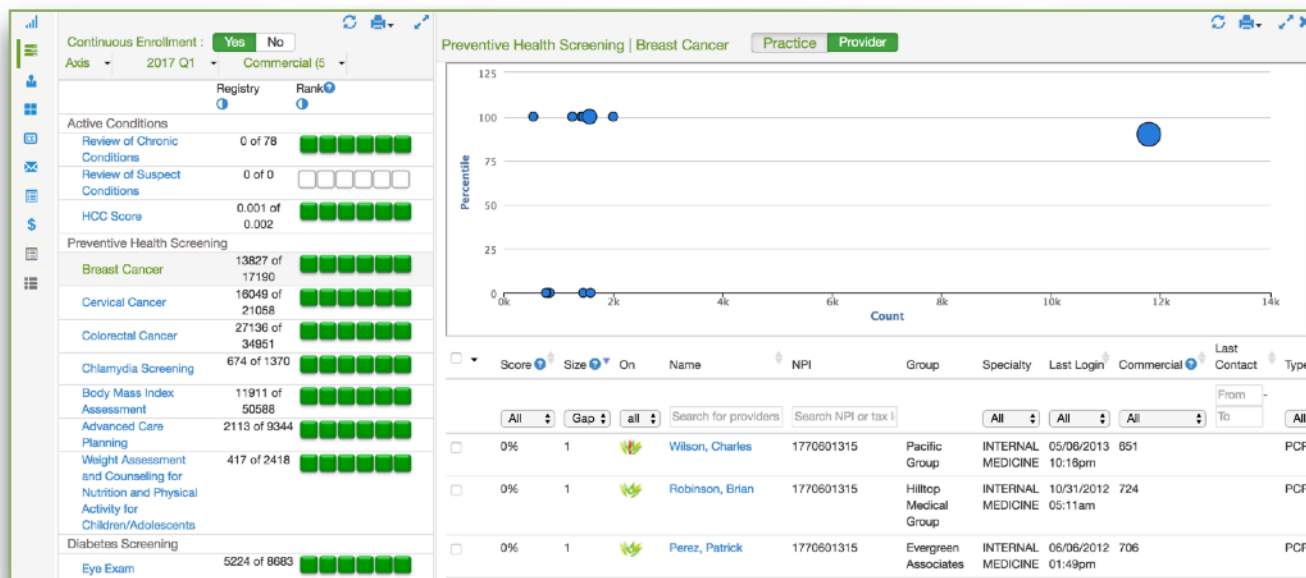 Continuous Enrollment : Yes No
Axis 2017 Q1 Commercial (5
Registry Rank
Active Conditions
Review of Chronic 0 of 78
Conditions
Review of Suspect 0 of 0
Conditions
HCC Score 0.001 of
0.002
Preventive Health Screening
Breast Cancer 13827 of
17190
Cervical Cancer 16049 of
21058
Colorectal Cancer 27136 of
34951
Chlamydia Screening 674 of 1370
Body Mass Index 11911 of
Assessment 50588
Advanced Care 2113 of 9344
Planning
Weight Assessment 417 of 2418
and Counseling for
Nutrition and Physical
Activity for
Children/Adolescents
Diabetes Screening
Eye Exam 5224 of 8683
Preventive Health Screening | Breast Cancer Practice Provider
125
100
75
50
25
0
Percentile
0k 2k 4k 6k 8k 10k 12k 14k
Count
Score Size On Name NPI Group Specialty Last Login Commercial Last Contact Type
All Gap all Search for providers Search NPI or tax All All All From - To All
0% 1 Wilson, Charles 1770601315 Pacific INTERNAL 05/06/2013 651 PCP
Group MEDICINE 10:16pm
0% 1 Robinson, Brian 1770601315 Hilltop INTERNAL 10/31/2012 724 PCP
Medical MEDICINE 05:11am
Group
0% 1 Perez, Patrick 1770601315 Evergreen INTERNAL 06/06/2012 706 PCP
Associates MEDICINE 01:49pm